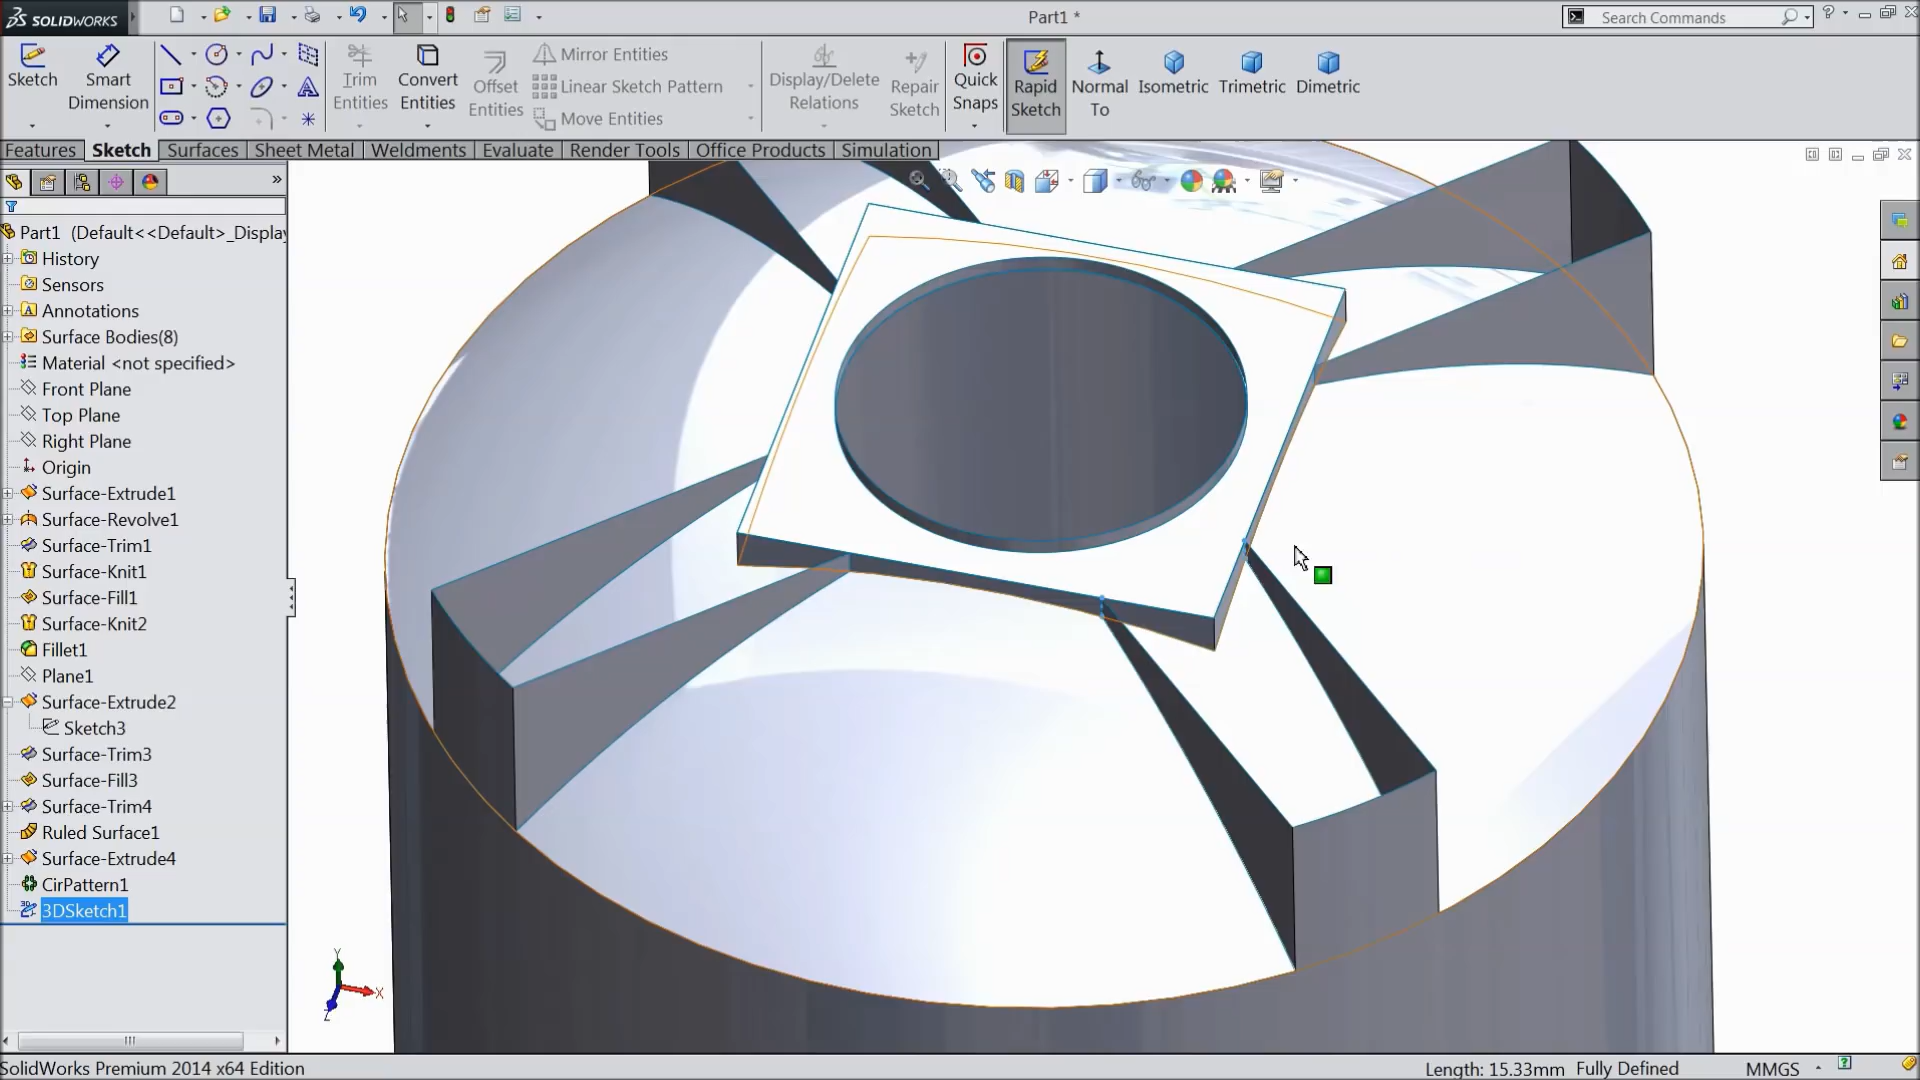 SOLIDWORKS
Part1 *
Search Commands
Sketch
Smart Dimension
Trim Entities
Convert Entities
Offset Entities
Mirror Entities
Linear Sketch Pattern
Move Entities
Display/Delete Relations
Repair Sketch
Quick Snaps
Rapid Sketch
Normal To
Isometric
Trimetric
Dimetric
Features
Sketch
Surfaces
Sheet Metal
Weldments
Evaluate
Render Tools
Office Products
Simulation
Part1 (Default<<Default>_Display
History
Sensors
Annotations
Surface Bodies(8)
Material <not specified>
Front Plane
Top Plane
Right Plane
Origin
Surface-Extrude1
Surface-Revolve1
Surface-Trim1
Surface-Knit1
Surface-Fill1
Surface-Knit2
Fillet1
Plane1
Surface-Extrude2
Sketch3
Surface-Trim3
Surface-Fill3
Surface-Trim4
Ruled Surface1
Surface-Extrude4
CirPattern1
3DSketch1
Y
X
Z
SolidWorks Premium 2014 x64 Edition
Length: 15.33mm
Fully Defined
MMGS